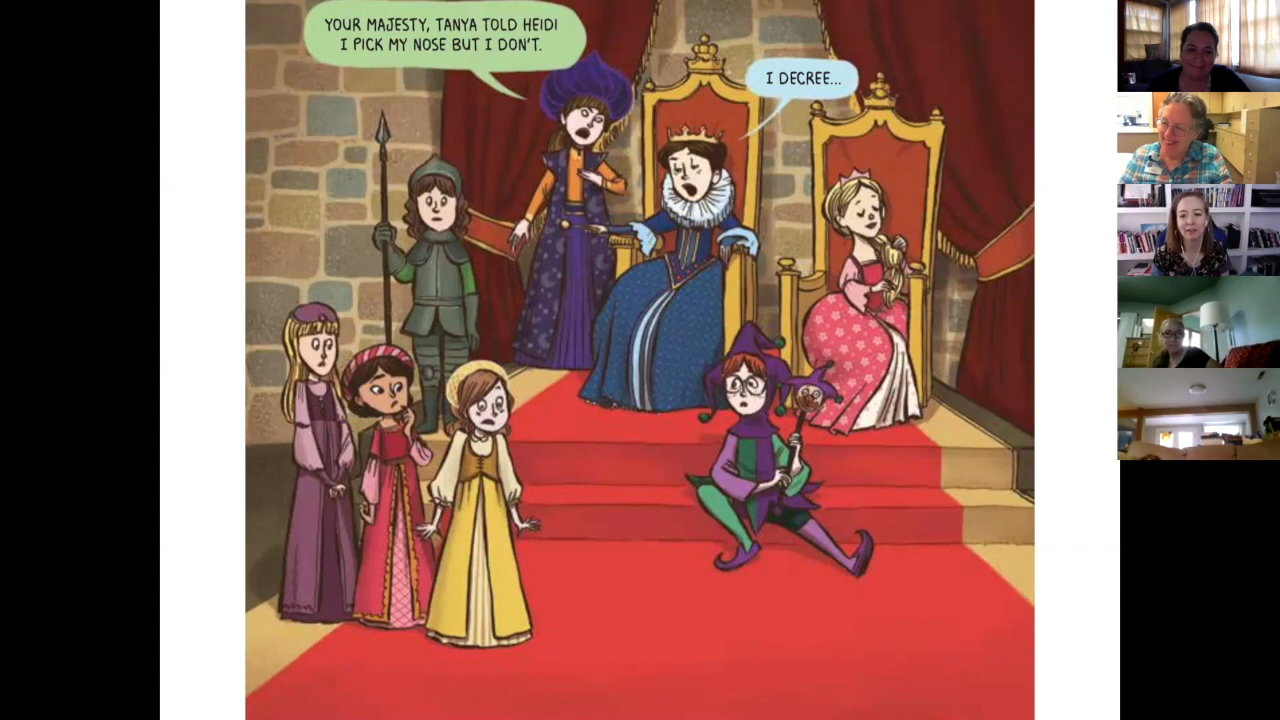 YOUR MAJESTY, TANYA TOLD HEIDI
I PICK MY NOSE BUT I DON'T.
I DECREE...